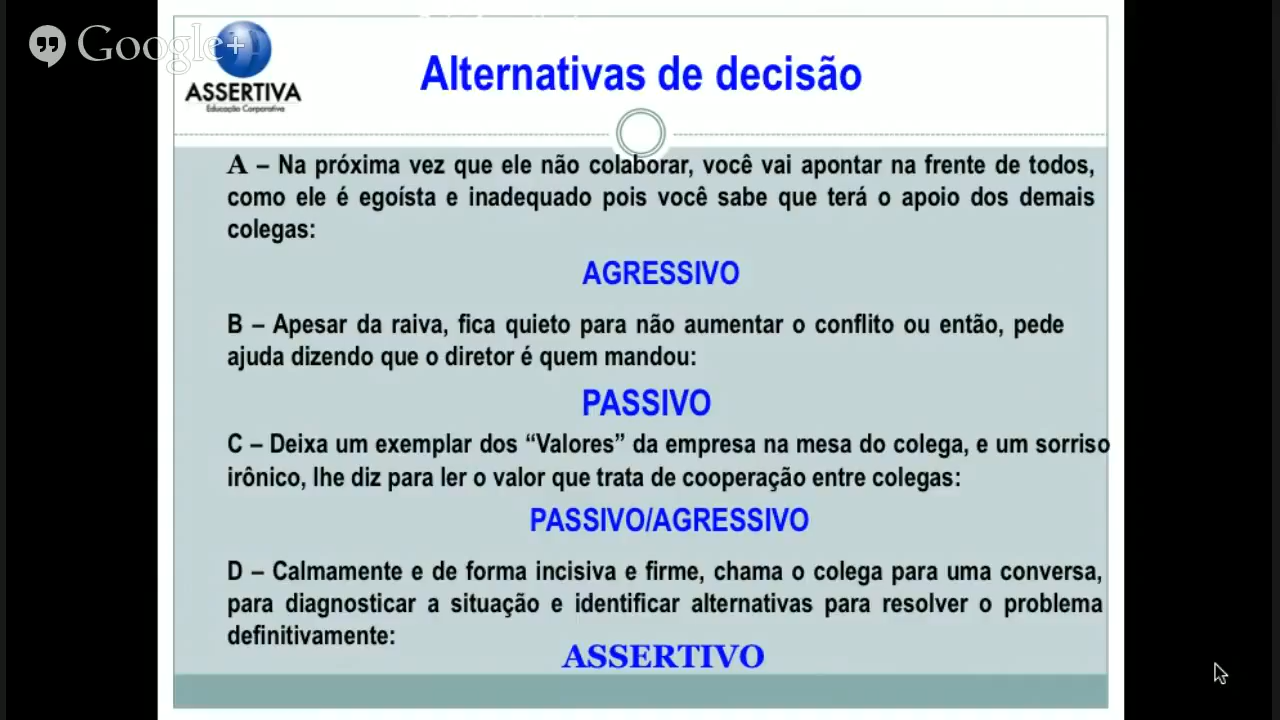 Google+
ASSERTIVA
Educação Corporativa
Alternativas de decisão
A – Na próxima vez que ele não colaborar, você vai apontar na frente de todos,
como ele é egoísta e inadequado pois você sabe que terá o apoio dos demais
colegas:
AGRESSIVO
B – Apesar da raiva, fica quieto para não aumentar o conflito ou então, pede
ajuda dizendo que o diretor é quem mandou:
PASSIVO
C – Deixa um exemplar dos “Valores” da empresa na mesa do colega, e um sorriso
irônico, lhe diz para ler o valor que trata de cooperação entre colegas:
PASSIVO/AGRESSIVO
D – Calmamente e de forma incisiva e firme, chama o colega para uma conversa,
para diagnosticar a situação e identificar alternativas para resolver o problema
definitivamente:
ASSERTIVO